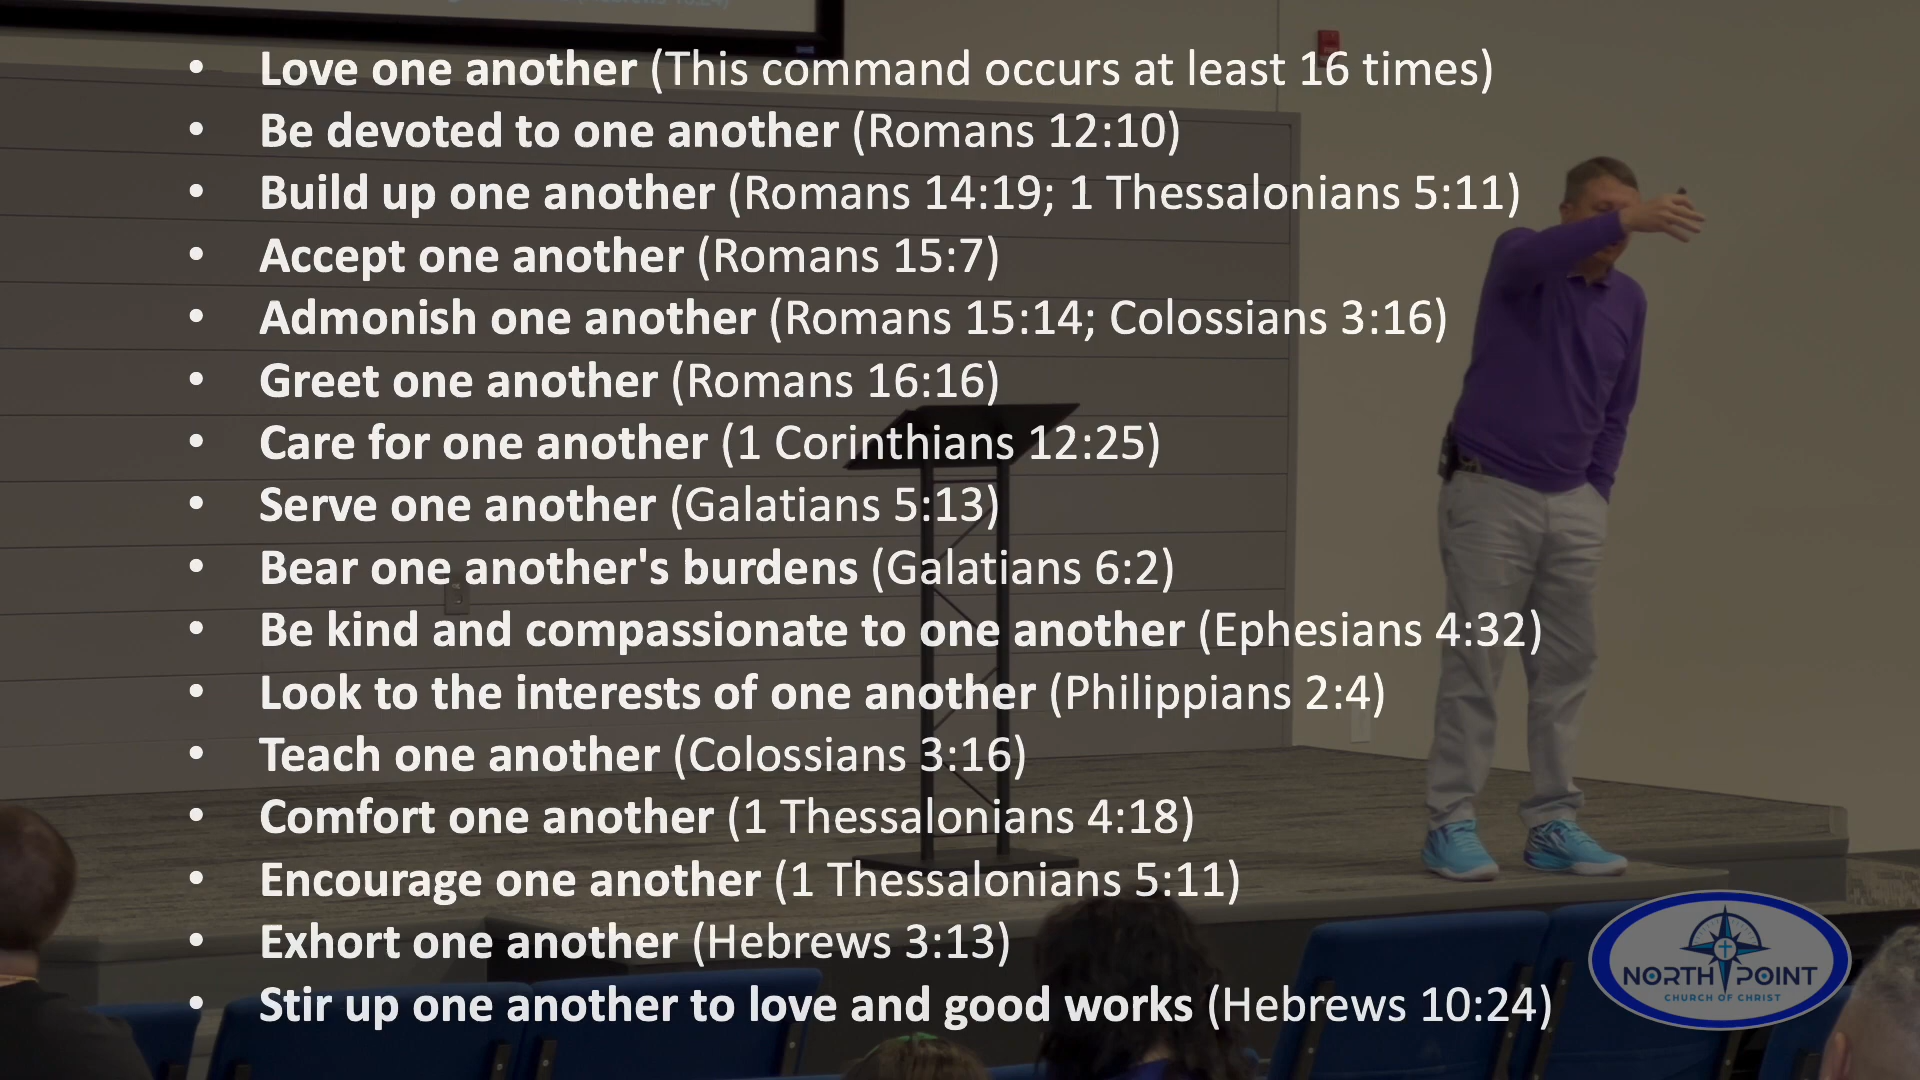 • Love one another (This command occurs at least 16 times)
• Be devoted to one another (Romans 12:10)
• Build up one another (Romans 14:19; 1 Thessalonians 5:11)
• Accept one another (Romans 15:7)
• Admonish one another (Romans 15:14; Colossians 3:16)
• Greet one another (Romans 16:16)
• Care for one another (1 Corinthians 12:25)
• Serve one another (Galatians 5:13)
• Bear one another's burdens (Galatians 6:2)
• Be kind and compassionate to one another (Ephesians 4:32)
• Look to the interests of one another (Philippians 2:4)
• Teach one another (Colossians 3:16)
• Comfort one another (1 Thessalonians 4:18)
• Encourage one another (1 Thessalonians 5:11)
• Exhort one another (Hebrews 3:13)
• Stir up one another to love and good works (Hebrews 10:24)
NORTH POINT
CHURCH OF CHRIST